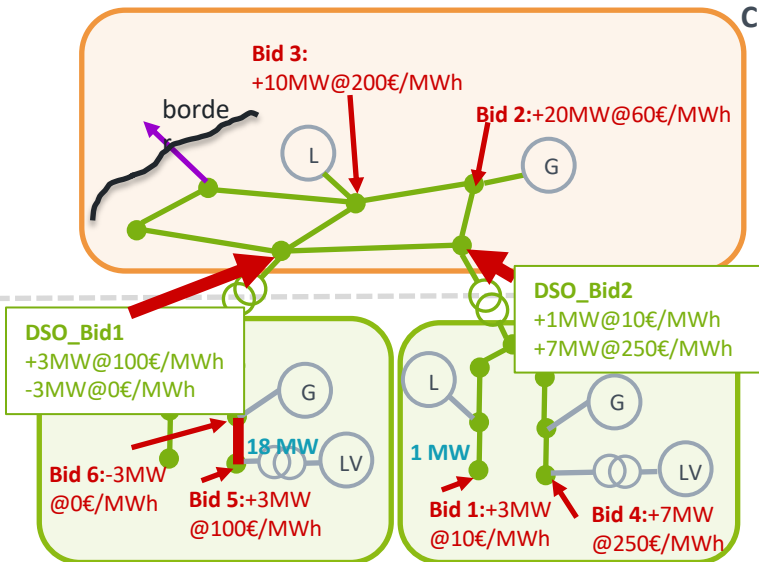 C
Bid 3:
+10MW@200€/MWh
borde
Bid 2:+20MW@60€/MWh
L
G
DSO_Bid1
+3MW@100€/MWh
-3MW@0€/MWh
DSO_Bid2
+1MW@10€/MWh
+7MW@250€/MWh
G
18 MW
LV
Bid 6:-3MW
@0€/MWh
Bid 5:+3MW
@100€/MWh
L
G
1 MW
LV
Bid 1:+3MW
@10€/MWh
Bid 4:+7MW
@250€/MWh